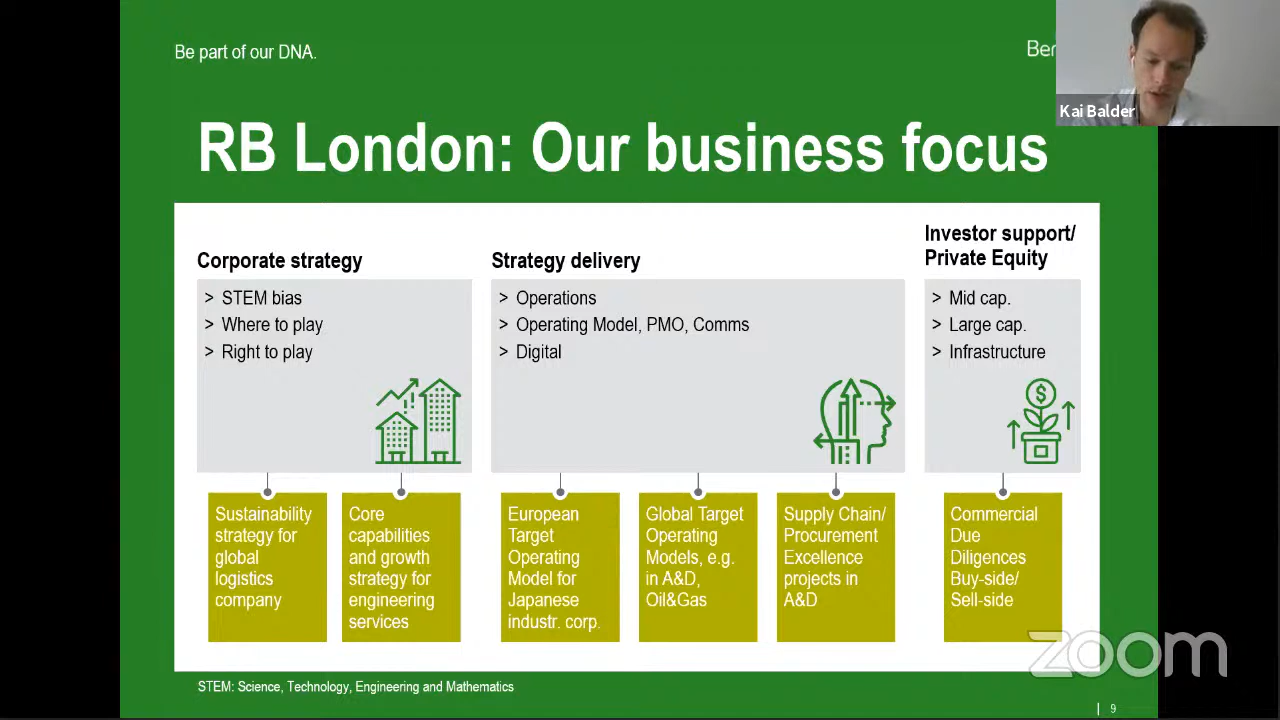 Be part of our DNA.
Ber
Kai Balder
RB London: Our business focus
Corporate strategy
> STEM bias
> Where to play
> Right to play
Strategy delivery
> Operations
> Operating Model, PMO, Comms
> Digital
Investor support/
Private Equity
> Mid cap.
> Large cap.
> Infrastructure
$
Sustainability
strategy for
global
logistics
company
Core
capabilities
and growth
strategy for
engineering
services
European
Target
Operating
Model for
Japanese
industr. corp.
Global Target
Operating
Models, e.g.
in A&D,
Oil&Gas
Supply Chain/
Procurement
Excellence
projects in
A&D
Commercial
Due
Diligences
Buy-side/
Sell-side
zoom
STEM: Science, Technology, Engineering and Mathematics
| 9